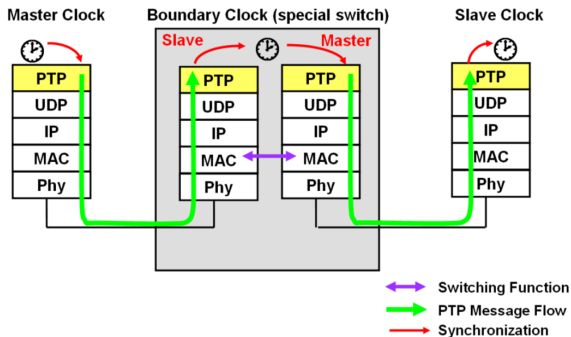 Master Clock
Boundary Clock (special switch)
Slave Clock
Slave
Master
PTP
UDP
IP
MAC
Phy
PTP
UDP
IP
MAC
Phy
PTP
UDP
IP
MAC
Phy
PTP
UDP
IP
MAC
Phy
Switching Function
PTP Message Flow
Synchronization